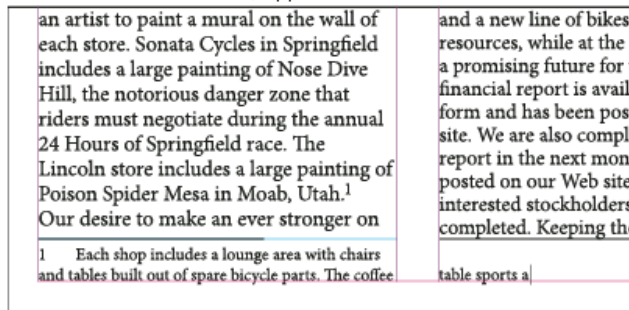 an artist to paint a mural on the wall of
each store. Sonata Cycles in Springfield
includes a large painting of Nose Dive
Hill, the notorious danger zone that
riders must negotiate during the annual
24 Hours of Springfield race. The
Lincoln store includes a large painting of
Poison Spider Mesa in Moab, Utah.1
Our desire to make an ever stronger on
1 Each shop includes a lounge area with chairs
and tables built out of spare bicycle parts. The coffee
and a new line of bikes
resources, while at the
a promising future for
financial report is avail
form and has been pos
site. We are also compl
report in the next mon
posted on our Web site
interested stockholders
completed. Keeping the
table sports a